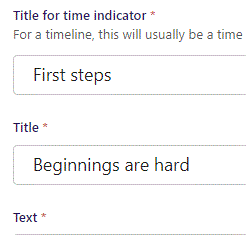 Title for time indicator *
For a timeline, this will usually be a time
First steps
Title *
Beginnings are hard
Text *